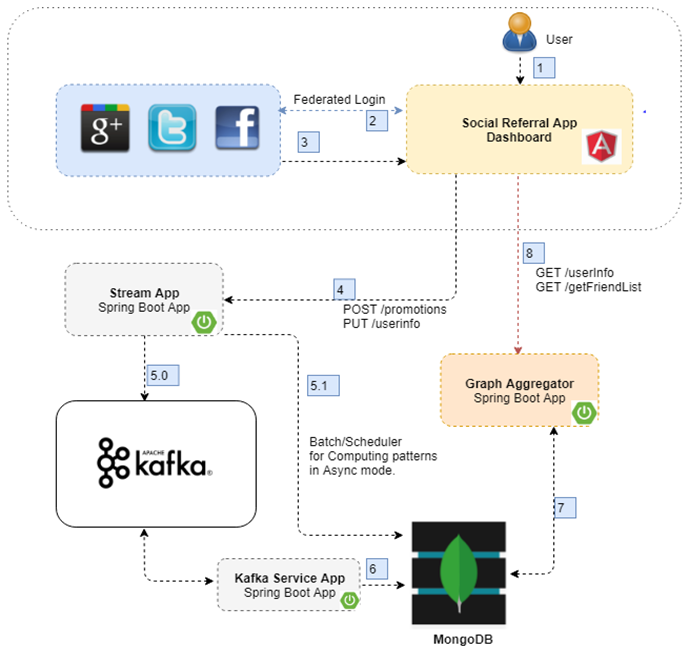 User
1
Federated Login
2
g+
t
f
3
Social Referral App
Dashboard
A
8
GET /userInfo
GET /getFriendList
4
POST /promotions
PUT /userinfo
Stream App
Spring Boot App
5.0
5.1
Graph Aggregator
Spring Boot App
APACHE
kafka®
Batch/Scheduler
for Computing patterns
in Async mode.
7
Kafka Service App
Spring Boot App
6
MongoDB